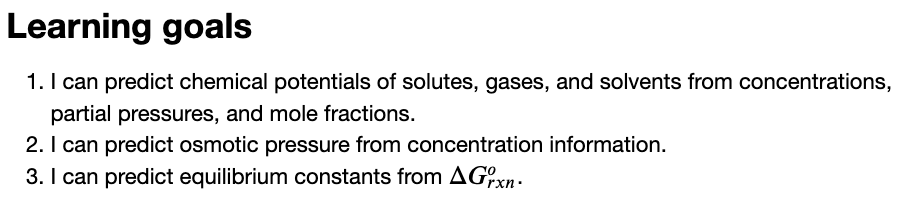 Learning goals
1. I can predict chemical potentials of solutes, gases, and solvents from concentrations,
partial pressures, and mole fractions.
2. I can predict osmotic pressure from concentration information.
3. I can predict equilibrium constants from ΔG°rxn.